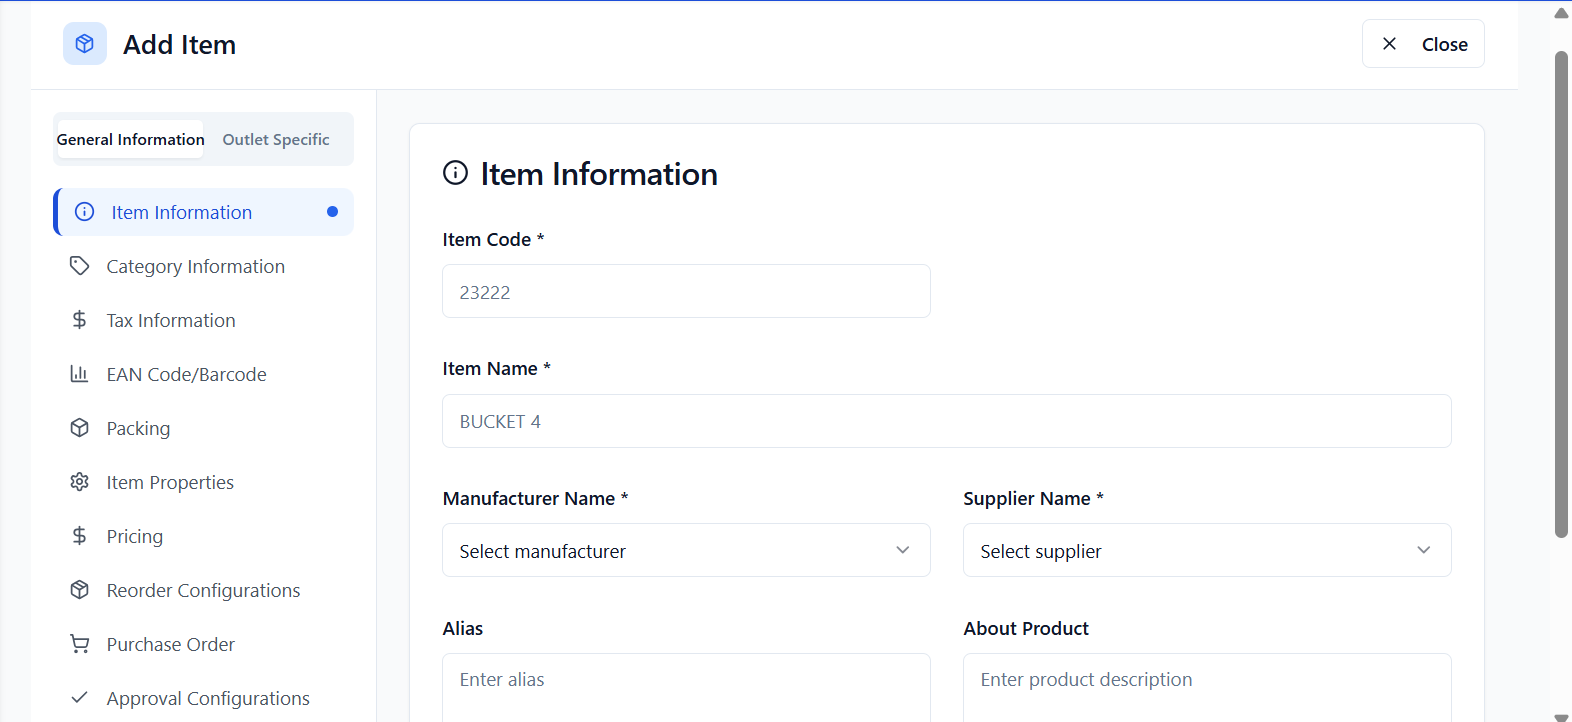 Add Item
Close
General Information
Outlet Specific
Item Information
Category Information
Tax Information
EAN Code/Barcode
Packing
Item Properties
Pricing
Reorder Configurations
Purchase Order
Approval Configurations
Item Information
Item Code *
23222
Item Name *
BUCKET 4
Manufacturer Name *
Supplier Name *
Select manufacturer
Select supplier
Alias
About Product
Enter alias
Enter product description